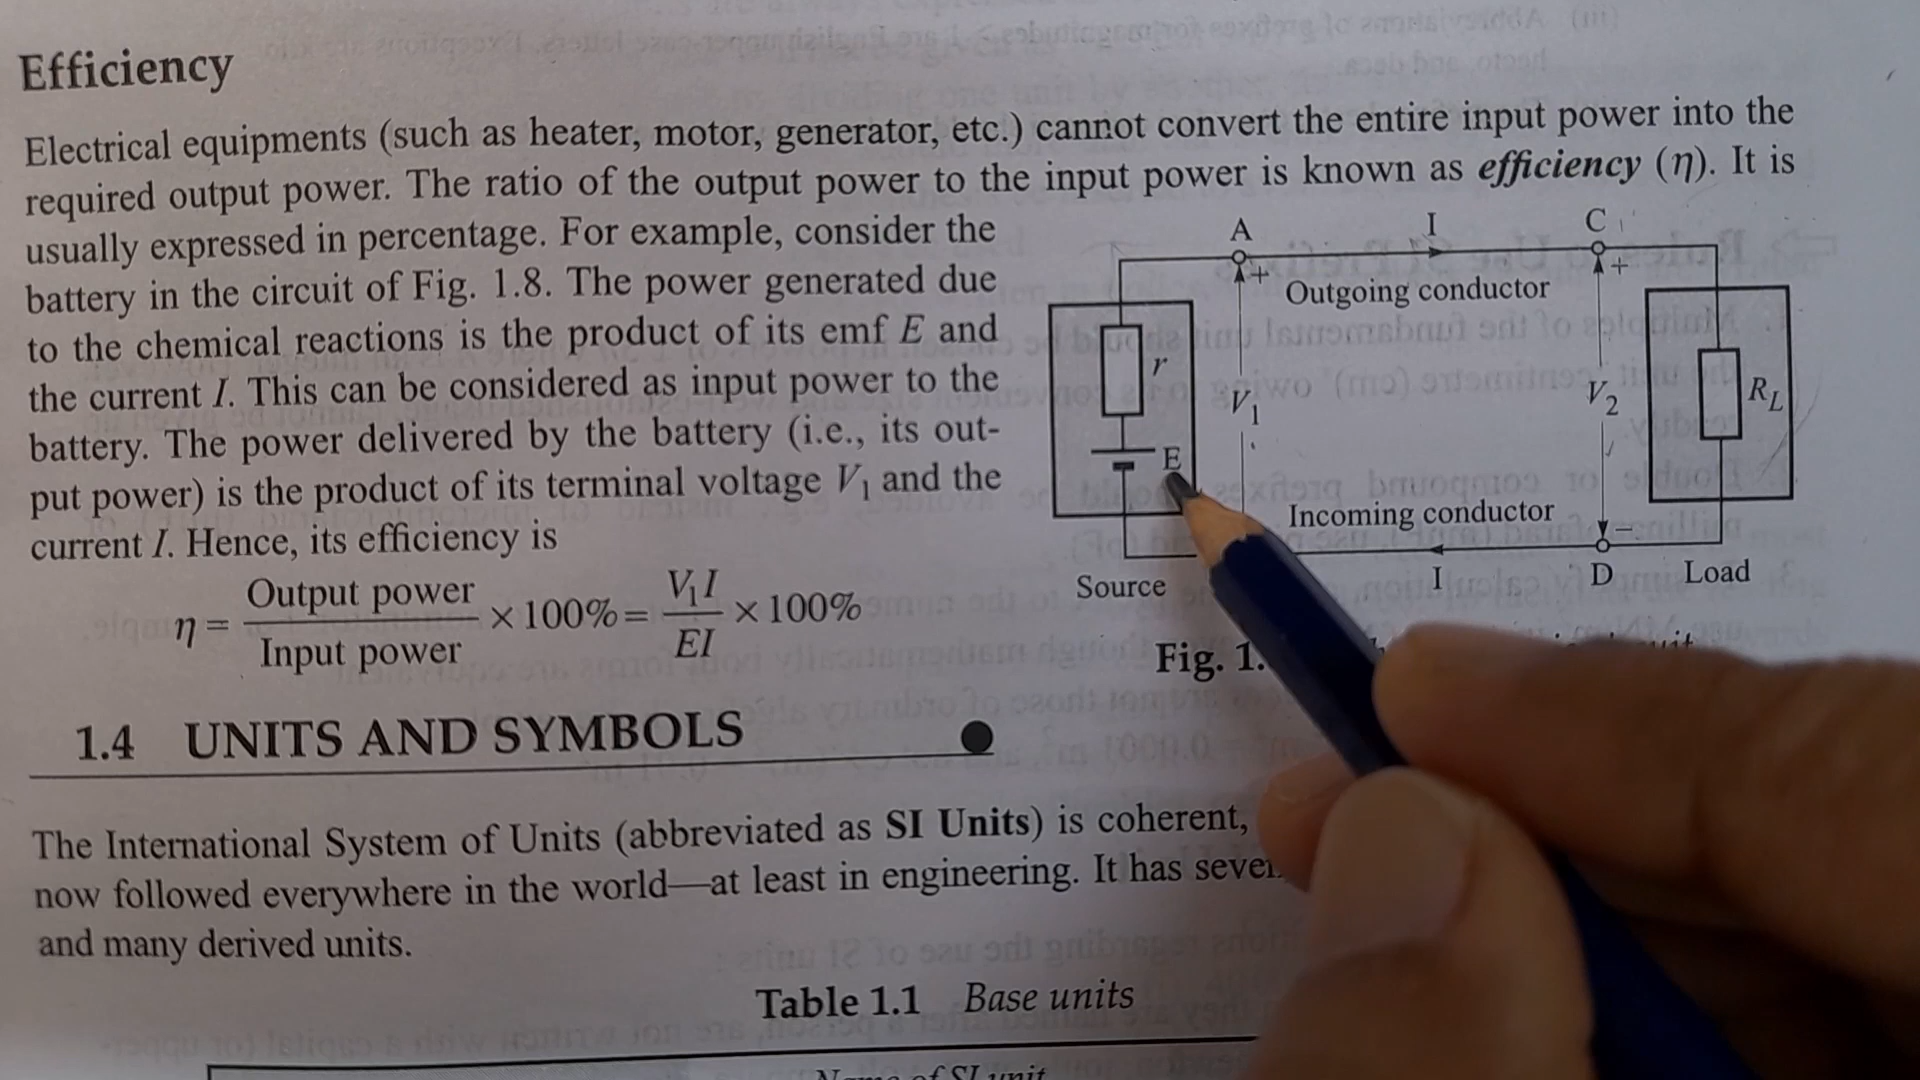 Efficiency
Electrical equipments (such as heater, motor, generator, etc.) cannot convert the entire input power into the
required output power. The ratio of the output power to the input power is known as efficiency (η). It is
usually expressed in percentage. For example, consider the
battery in the circuit of Fig. 1.8. The power generated due
to the chemical reactions is the product of its emf E and
the current I. This can be considered as input power to the
battery. The power delivered by the battery (i.e., its out-
put power) is the product of its terminal voltage V₁ and the
current I. Hence, its efficiency is
η = Output power / Input power × 100% = V₁I / EI × 100%
A
I
C
+
+
Outgoing conductor
r
V₁
V₂
R_L
E
Incoming conductor
−
Source
I
D
Load
Fig. 1.
1.4 UNITS AND SYMBOLS
The International System of Units (abbreviated as SI Units) is coherent,
now followed everywhere in the world—at least in engineering. It has
and many derived units.
Table 1.1 Base units
of SI unit